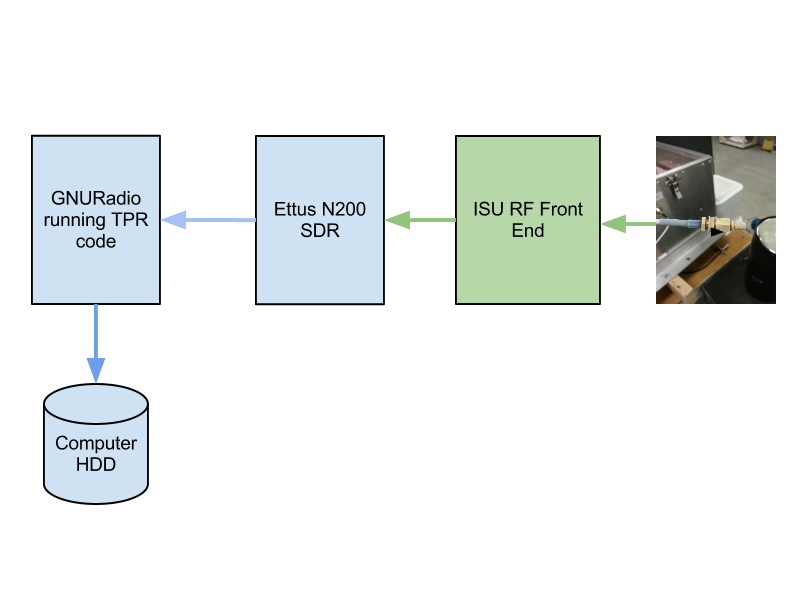 GNURadio
running TPR
code
Ettus N200
SDR
ISU RF Front
End
Computer
HDD